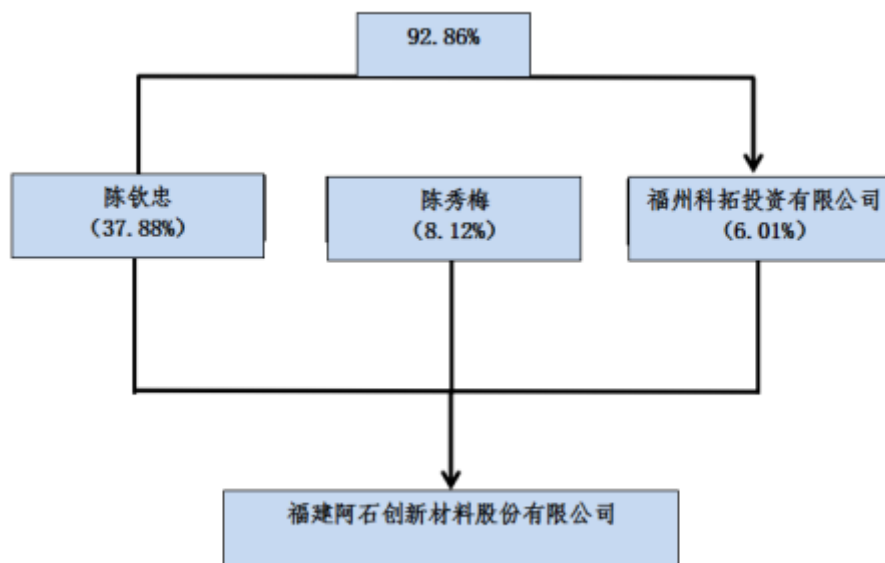 92.86%
陈钦忠
（37.88%）
陈秀梅
（8.12%）
福州科拓投资有限公司
（6.01%）
福建阿石创新材料股份有限公司